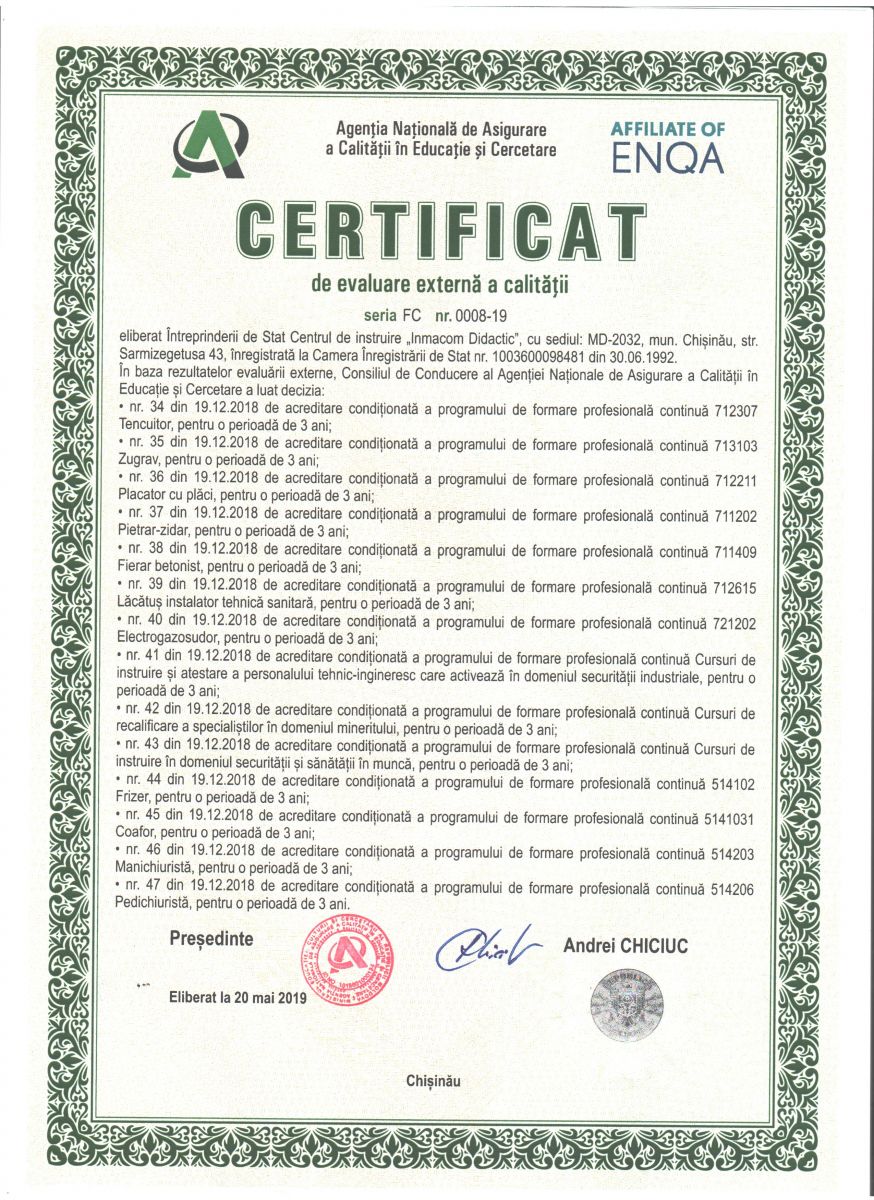 Agenția Națională de Asigurare
a Calității în Educație și Cercetare
AFFILIATE OF
ENQA
CERTIFICAT
de evaluare externă a calității
seria FC nr. 0008-19
eliberat Întreprinderii de Stat Centrul de instruire „Inmacom Didactic”, cu sediul: MD-2032, mun. Chișinău, str.
Sarmizegetusa 43, înregistrată la Camera Înregistrării de Stat nr. 1003600098481 din 30.06.1992.
În baza rezultatelor evaluării externe, Consiliul de Conducere al Agenției Naționale de Asigurare a Calității în
Educație și Cercetare a luat decizia:
• nr. 34 din 19.12.2018 de acreditare condiționată a programului de formare profesională continuă 712307
Tencuitor, pentru o perioadă de 3 ani;
• nr. 35 din 19.12.2018 de acreditare condiționată a programului de formare profesională continuă 713103
Zugrav, pentru o perioadă de 3 ani;
• nr. 36 din 19.12.2018 de acreditare condiționată a programului de formare profesională continuă 712211
Placator cu plăci, pentru o perioadă de 3 ani;
• nr. 37 din 19.12.2018 de acreditare condiționată a programului de formare profesională continuă 711202
Pietrar-zidar, pentru o perioadă de 3 ani;
• nr. 38 din 19.12.2018 de acreditare condiționată a programului de formare profesională continuă 711409
Fierar betonist, pentru o perioadă de 3 ani;
• nr. 39 din 19.12.2018 de acreditare condiționată a programului de formare profesională continuă 712615
Lăcătuș instalator tehnică sanitară, pentru o perioadă de 3 ani;
• nr. 40 din 19.12.2018 de acreditare condiționată a programului de formare profesională continuă 721202
Electrogazosudor, pentru o perioadă de 3 ani;
• nr. 41 din 19.12.2018 de acreditare condiționată a programului de formare profesională continuă Cursuri de
instruire și atestare a personalului tehnic-ingineresc care activează în domeniul securității industriale, pentru o
perioadă de 3 ani;
• nr. 42 din 19.12.2018 de acreditare condiționată a programului de formare profesională continuă Cursuri de
recalificare a specialiștilor în domeniul mineritului, pentru o perioadă de 3 ani;
• nr. 43 din 19.12.2018 de acreditare condiționată a programului de formare profesională continuă Cursuri de
instruire în domeniul securității și sănătății în muncă, pentru o perioadă de 3 ani;
• nr. 44 din 19.12.2018 de acreditare condiționată a programului de formare profesională continuă 514102
Frizer, pentru o perioadă de 3 ani;
• nr. 45 din 19.12.2018 de acreditare condiționată a programului de formare profesională continuă 5141031
Coafor, pentru o perioadă de 3 ani;
• nr. 46 din 19.12.2018 de acreditare condiționată a programului de formare profesională continuă 514203
Manichiuristă, pentru o perioadă de 3 ani;
• nr. 47 din 19.12.2018 de acreditare condiționată a programului de formare profesională continuă 514206
Pedichiuristă, pentru o perioadă de 3 ani.
Președinte
Andrei CHICIUC
Eliberat la 20 mai 2019
Chișinău